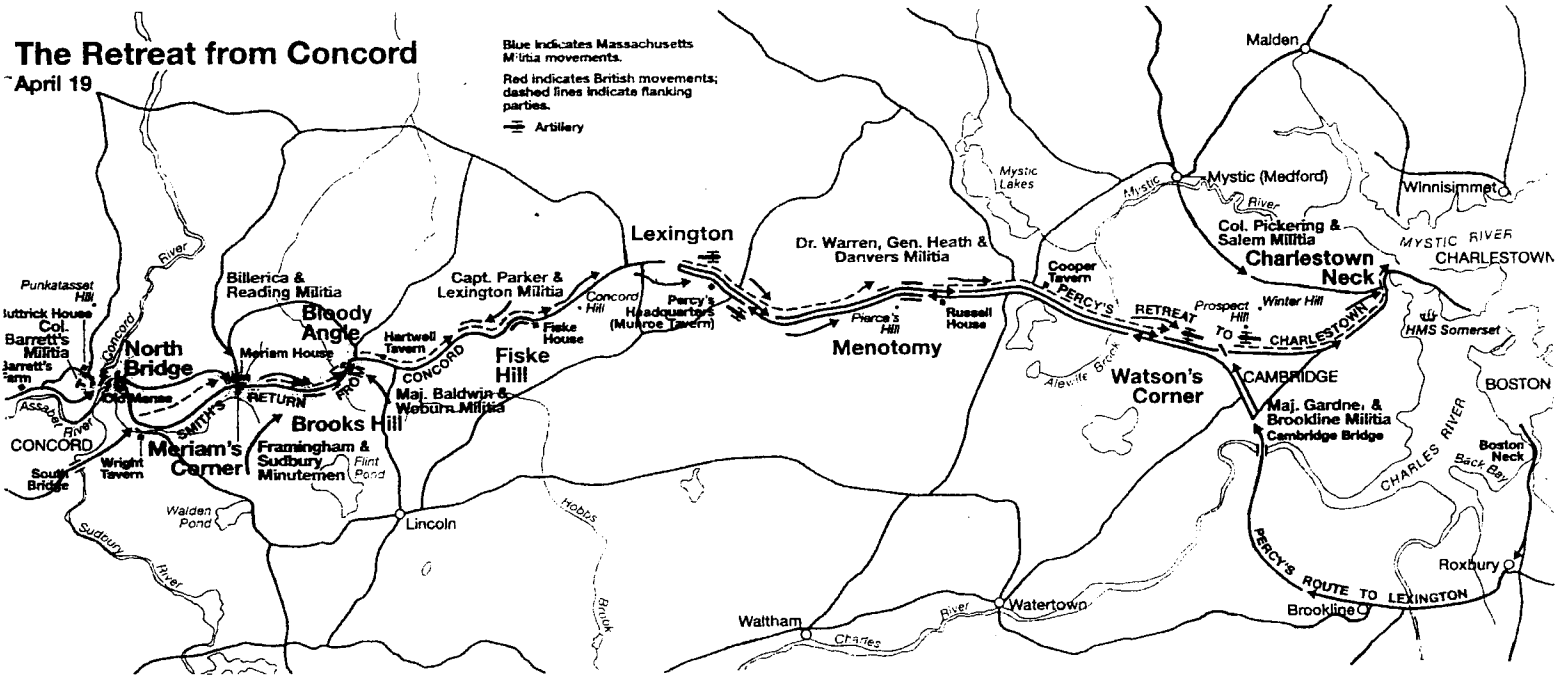 The Retreat from Concord
April 19
Blue indicates Massachusetts
Militia movements.
Red indicates British movements;
dashed lines indicate flanking
parties.
Artillery
Malden
Mystic
Lakes
Mystic
River
Mystic (Medford)
Winnisimmet
Col. Pickering &
Salem Militia
MYSTIC RIVER
CHARLESTOWN
Charlestown
Neck
Lexington
Dr. Warren, Gen. Heath &
Danvers Militia
Cooper
Tavern
River
Punkatasset
Hill
Billerica &
Reading Militia
Capt. Parker &
Lexington Militia
Concord
Hill
Percy's
Headquarters
(Munroe Tavern)
Pierce's
Hill
Russell
House
PERCY'S
RETREAT
TO
CHARLESTOWN
Prospect
Hill
Winter Hill
HMS Somerset
uttrick House
Col.
Barrett's
Militia
Barrett's
arm
Concord
North
Bridge
Bloody
Angle
Meriam House
Hartwell
Tavern
Fiske
House
Fiske
Hill
Menotomy
Alewife Brook
Watson's
Corner
CAMBRIDGE
BOSTON
Old Manse
Assabet
River
SMITH'S
RETURN
FROM
CONCORD
Maj. Baldwin &
Woburn Militia
Maj. Gardner &
Brookline Militia
Cambridge Bridge
CONCORD
Meriam's
Corner
Brooks Hill
Framingham &
Sudbury
Minutemen
Flint
Pond
South
Bridge
Wright
Tavern
CHARLES RIVER
Boston
Neck
Back Bay
Walden
Pond
Lincoln
Hobbs
Brook
Sudbury
River
PERCY'S ROUTE TO LEXINGTON
Roxbury
Brookline
Waltham
Charles
River
Watertown